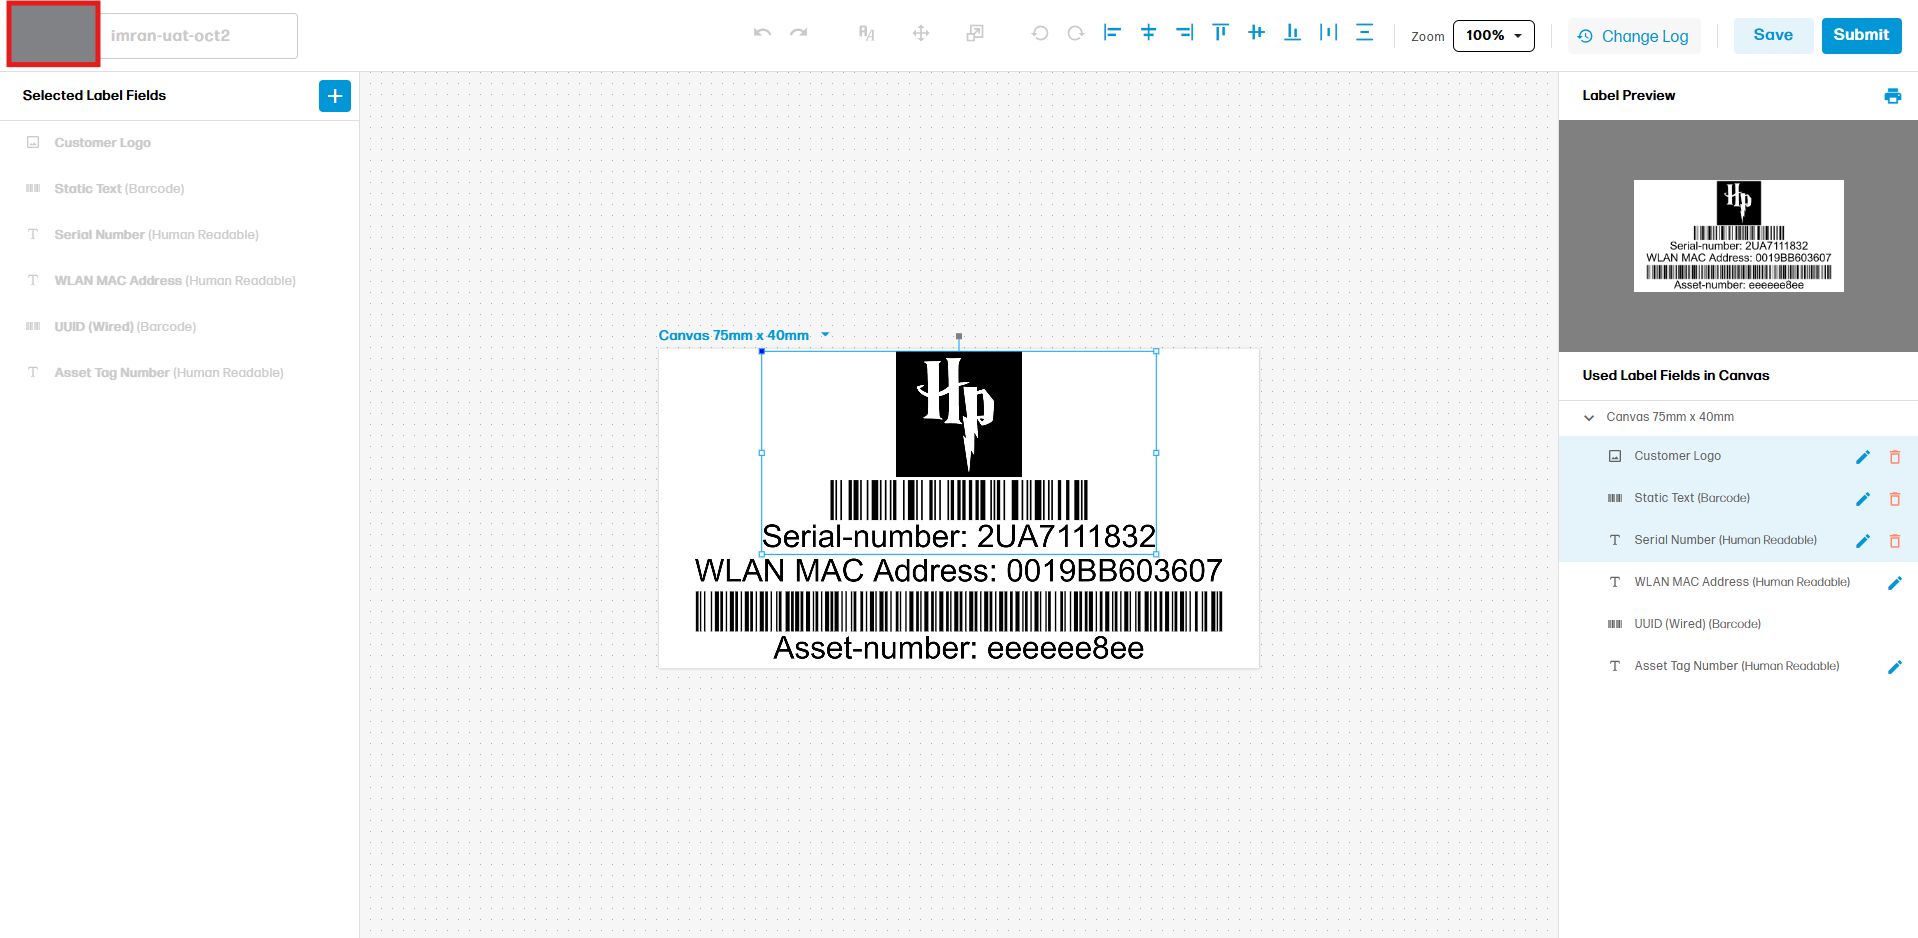 imran-uat-oct2
Zoom
100%
Change Log
Save
Submit
Selected Label Fields
Customer Logo
Static Text (Barcode)
Serial Number (Human Readable)
WLAN MAC Address (Human Readable)
UUID (Wired) (Barcode)
Asset Tag Number (Human Readable)
Canvas 75mm x 40mm
Hp
Serial-number: 2UA7111832
WLAN MAC Address: 0019BB603607
Asset-number: eeeeee8ee
Label Preview
Hp
Serial-number: 2UA7111832
WLAN MAC Address: 0019BB603607
Asset-number: eeeeee8ee
Used Label Fields in Canvas
Canvas 75mm x 40mm
Customer Logo
Static Text (Barcode)
Serial Number (Human Readable)
WLAN MAC Address (Human Readable)
UUID (Wired) (Barcode)
Asset Tag Number (Human Readable)